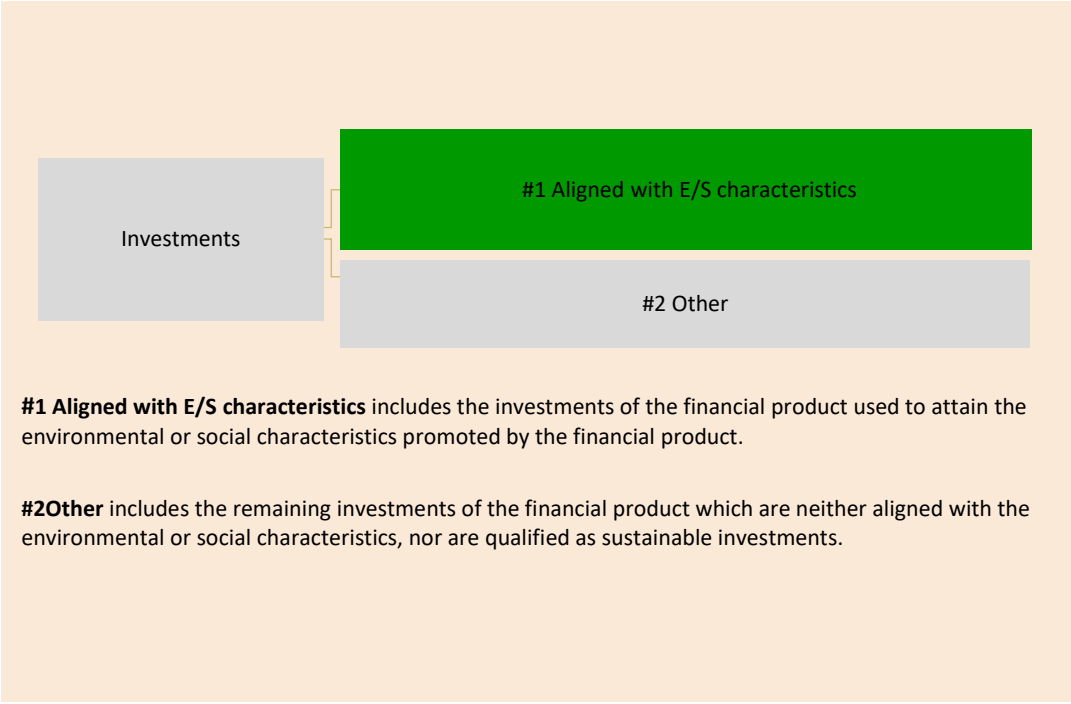 #1 Aligned with E/S characteristics
Investments
#2 Other
#1 Aligned with E/S characteristics includes the investments of the financial product used to attain the
environmental or social characteristics promoted by the financial product.
#2Other includes the remaining investments of the financial product which are neither aligned with the
environmental or social characteristics, nor are qualified as sustainable investments.